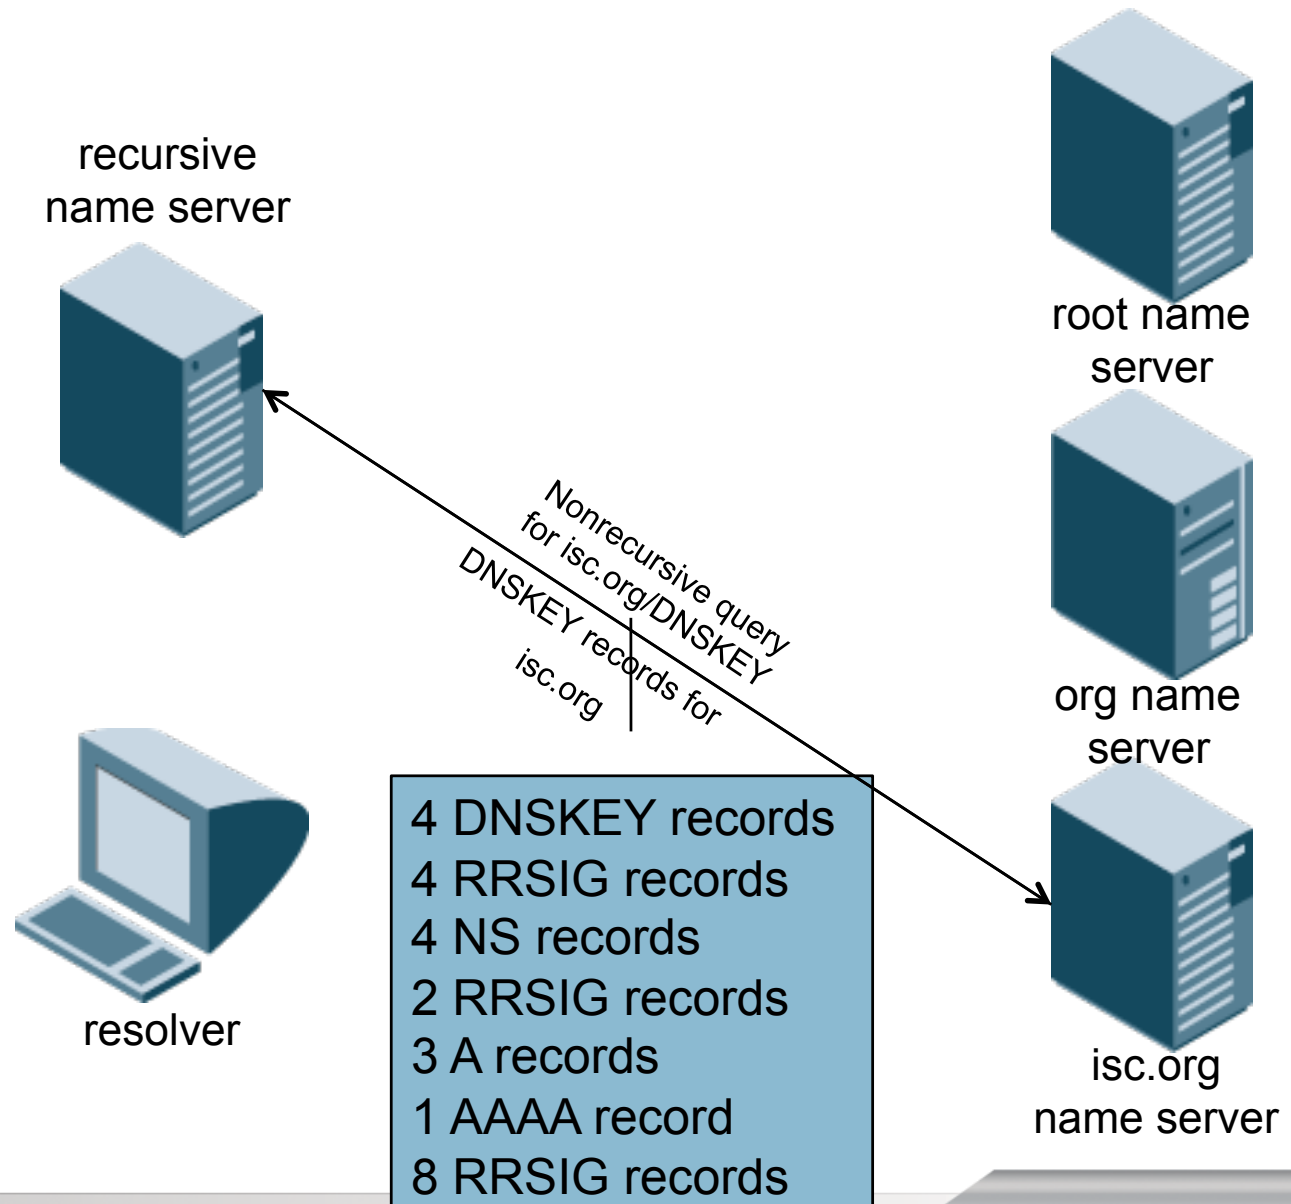 recursive
name server
root name
server
Nonrecursive query
for isc.org/DNSKEY
DNSKEY records for
isc.org
org name
server
4 DNSKEY records
4 RRSIG records
4 NS records
2 RRSIG records
3 A records
1 AAAA record
8 RRSIG records
resolver
isc.org
name server